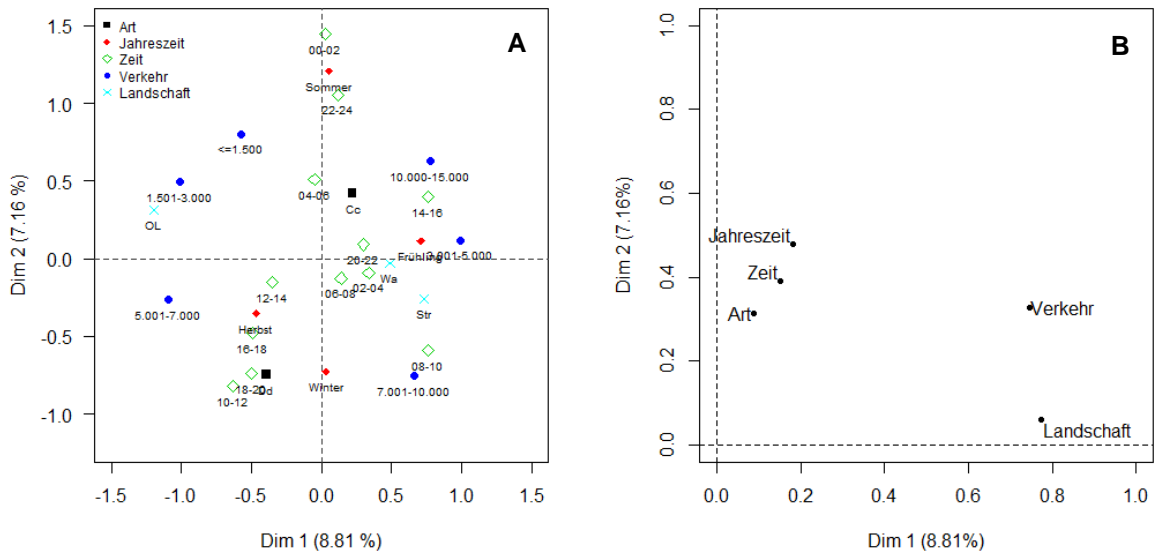 A
Art
Jahreszeit
Zeit
Verkehr
Landschaft
00-02
Sommer
22-24
<=1.500
10.000-15.000
1.501-3.000
04-06
Cc
14-16
OL
20-22
Frühling
3.001-5.000
Wa
02-04
06-08
12-14
5.001-7.000
Str
Herbst
16-18
08-10
18-20
Dd
Winter
7.001-10.000
10-12
1.5
1.0
0.5
0.0
-0.5
-1.0
Dim 2 (7.16 %)
-1.5 -1.0 -0.5 0.0 0.5 1.0 1.5
Dim 1 (8.81 %)
B
1.0
0.8
0.6
0.4
0.2
0.0
Dim 2 (7.16%)
Jahreszeit
Zeit
Art
Verkehr
Landschaft
0.0 0.2 0.4 0.6 0.8 1.0
Dim 1 (8.81%)